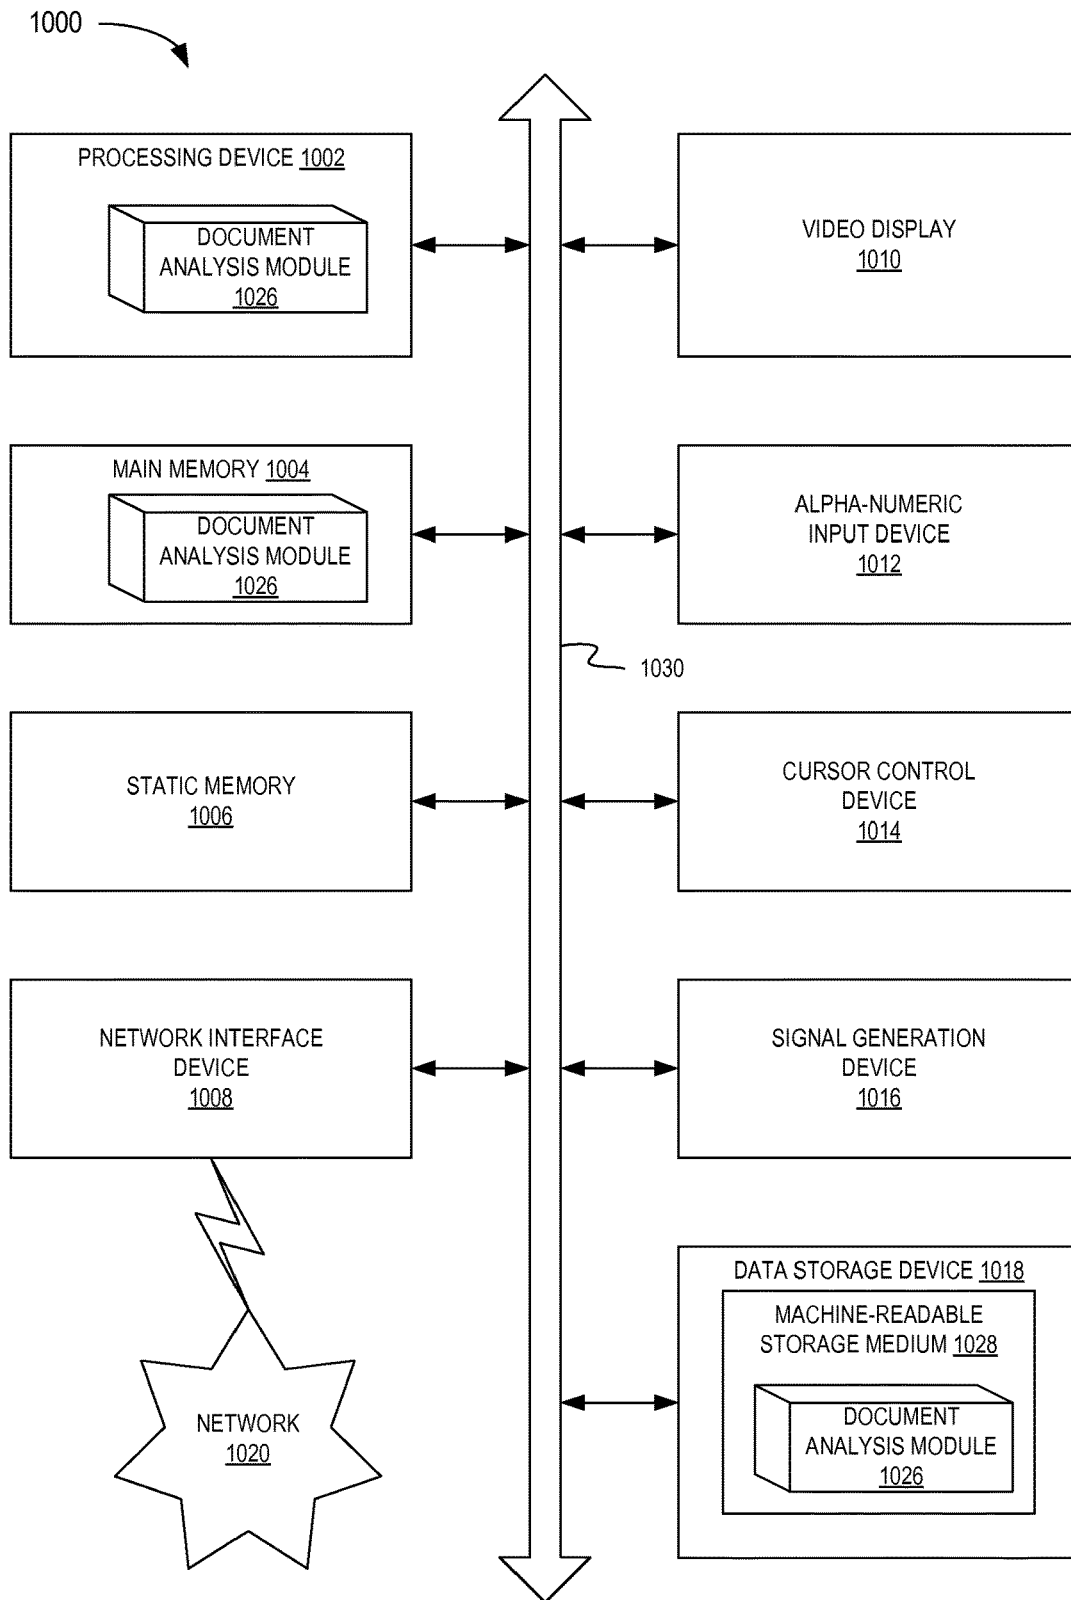 1000
PROCESSING DEVICE 1002
DOCUMENT
ANALYSIS MODULE
1026
VIDEO DISPLAY
1010
MAIN MEMORY 1004
DOCUMENT
ANALYSIS MODULE
1026
ALPHA-NUMERIC
INPUT DEVICE
1012
1030
STATIC MEMORY
1006
CURSOR CONTROL
DEVICE
1014
NETWORK INTERFACE
DEVICE
1008
SIGNAL GENERATION
DEVICE
1016
DATA STORAGE DEVICE 1018
MACHINE-READABLE
STORAGE MEDIUM 1028
DOCUMENT
ANALYSIS MODULE
1026
NETWORK
1020